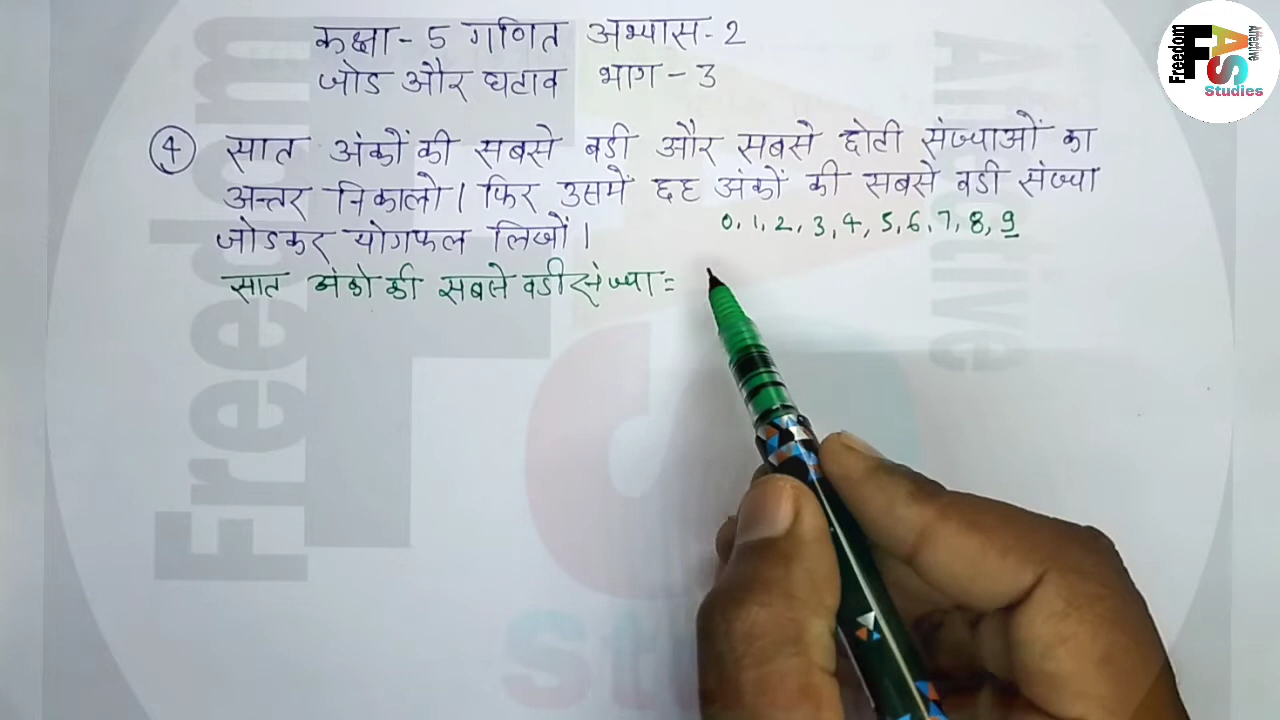 कक्षा - 5 गणित अभ्यास - 2
जोड और घटाव भाग - 3
④ सात अंकों की सबसे बडी और सबसे छोटी संख्याओं का
अन्तर निकालो। फिर उसमें छह अंकों की सबसे बडी संख्या
जोडकर योगफल लिखों।
0, 1, 2, 3, 4, 5, 6, 7, 8, 9
सात अंको की सबसे बडी संख्या =
Freedom
FAS
Affective
Studies